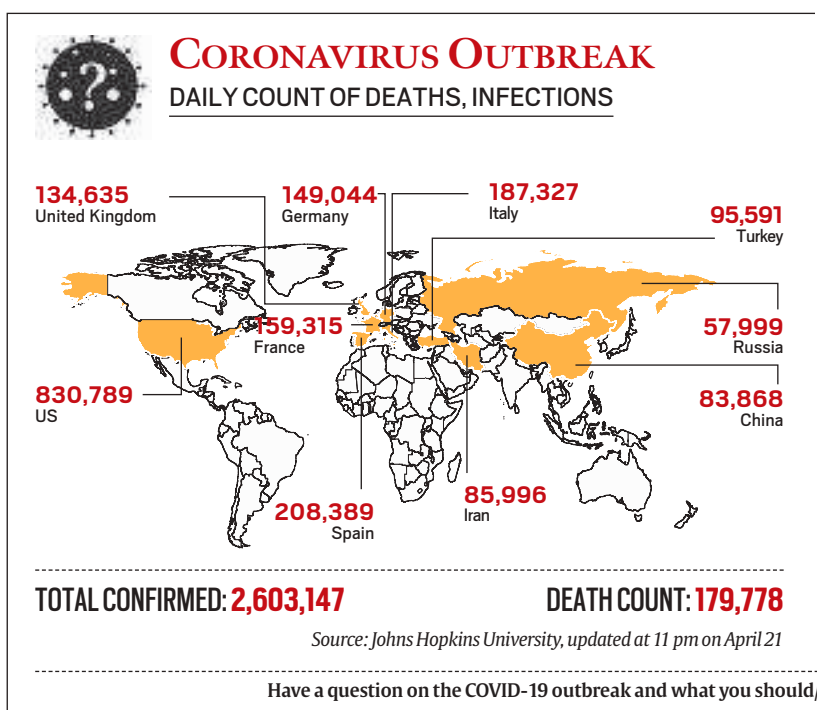 ?
CORONAVIRUS OUTBREAK
DAILY COUNT OF DEATHS, INFECTIONS
134,635
United Kingdom
149,044
Germany
187,327
Italy
95,591
Turkey
159,315
France
57,999
Russia
830,789
US
83,868
China
208,389
Spain
85,996
Iran
TOTAL CONFIRMED: 2,603,147
DEATH COUNT: 179,778
Source: Johns Hopkins University, updated at 11 pm on April 21
Have a question on the COVID-19 outbreak and what you should/